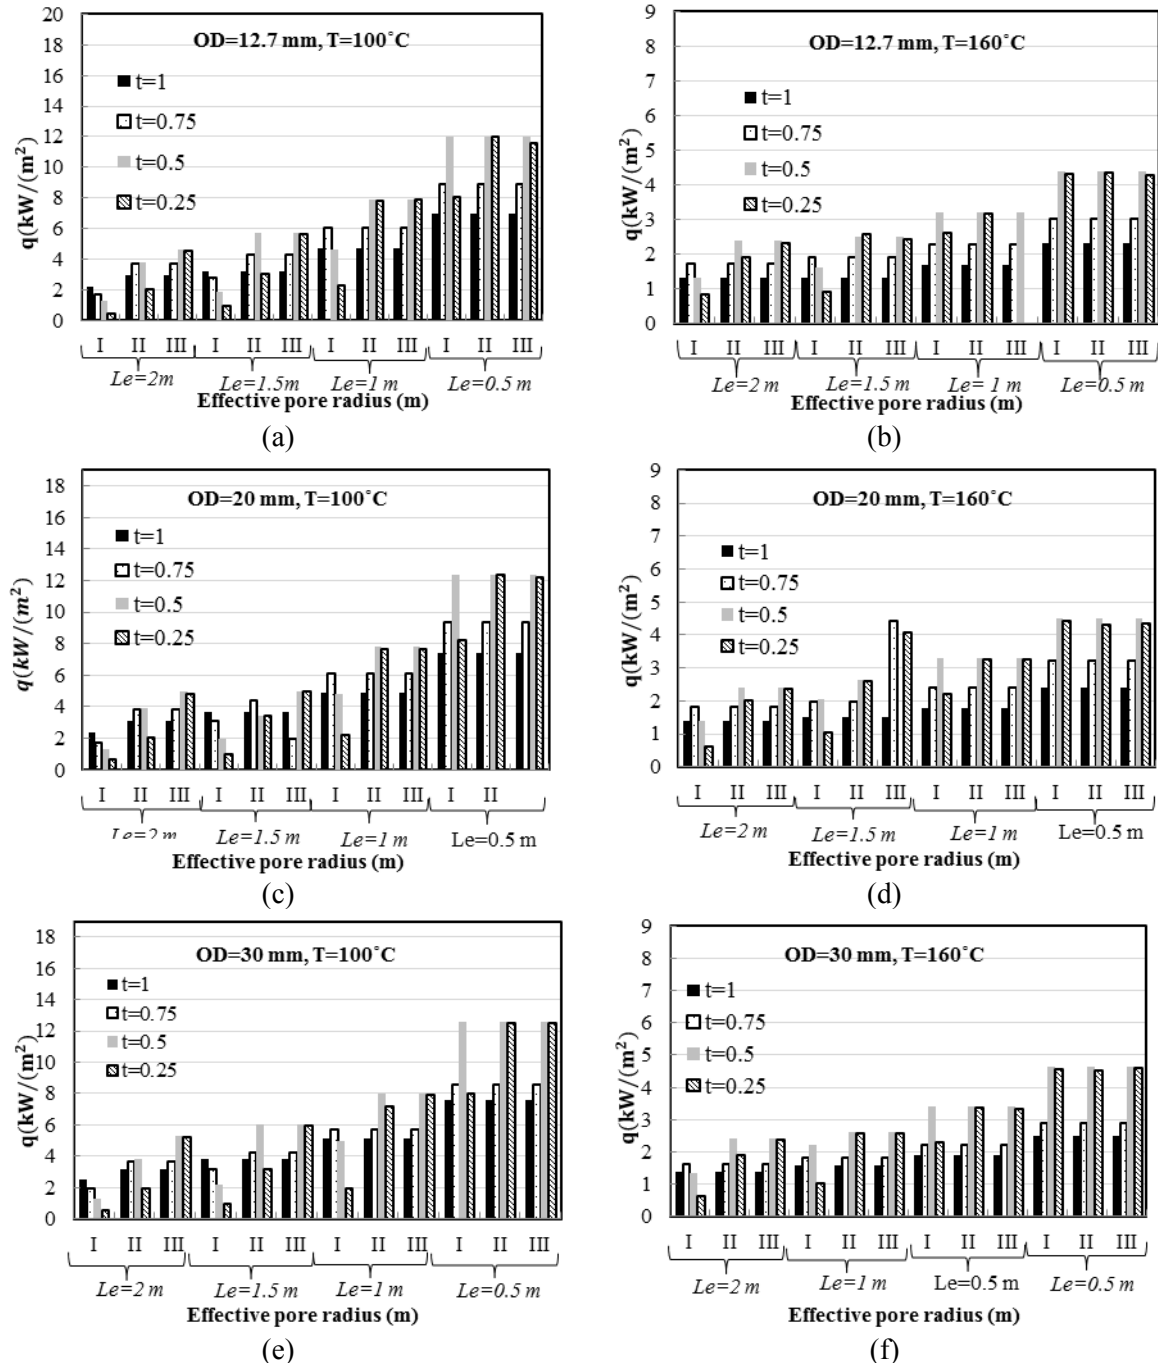 20
18
16
14
12
10
8
6
4
2
0
q(kW/(m²)
OD=12.7 mm, T=100˚C
t=1
t=0.75
t=0.5
t=0.25
I II III I II III I II III I II III
Le=2m Le=1.5 m Le=1 m Le=0.5 m
Effective pore radius (m)
(a)
9
8
7
6
5
4
3
2
1
0
q(kW/(m²)
OD=12.7 mm, T=160˚C
t=1
t=0.75
t=0.5
t=0.25
I II III I II III I II III I II III
Le=2 m Le=1.5 m Le=1 m Le=0.5 m
Effective pore radius (m)
(b)
18
16
14
12
10
8
6
4
2
0
q(kW/(m²)
OD=20 mm, T=100˚C
t=1
t=0.75
t=0.5
t=0.25
I II III I II III I II III I II
Le=2 m Le=1.5 m Le=1 m Le=0.5 m
Effective pore radius (m)
(c)
9
8
7
6
5
4
3
2
1
0
q(kW/(m²)
OD=20 mm, T=160˚C
t=1
t=0.75
t=0.5
t=0.25
I II III I II III I II III I II III
Le=2 m Le=1.5 m Le=1 m Le=0.5 m
Effective pore radius (m)
(d)
18
16
14
12
10
8
6
4
2
0
q(kW/(m²)
OD=30 mm, T=100˚C
t=1
t=0.75
t=0.5
t=0.25
I II III I II III I II III I II III
Le=2 m Le=1.5 m Le=1 m Le=0.5 m
Effective pore radius (m)
(e)
9
8
7
6
5
4
3
2
1
0
q(kW/(m²)
OD=30 mm, T=160˚C
t=1
t=0.75
t=0.5
t=0.25
I II III I II III I II III I II III
Le=2 m Le=1 m Le=0.5 m Le=0.5 m
Effective pore radius (m)
(f)